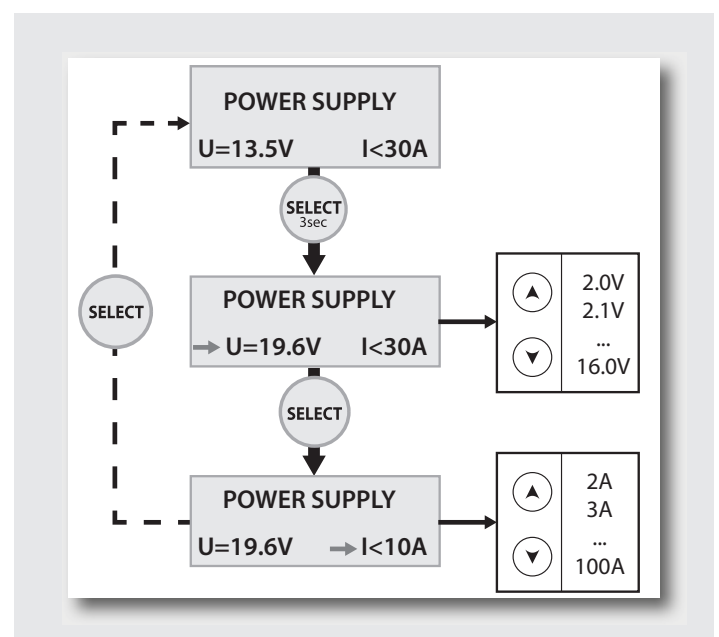 POWER SUPPLY
U=13.5V I<30A
SELECT
3sec
POWER SUPPLY
U=19.6V I<30A
2.0V
2.1V
...
16.0V
SELECT
SELECT
POWER SUPPLY
U=19.6V I<10A
2A
3A
...
100A